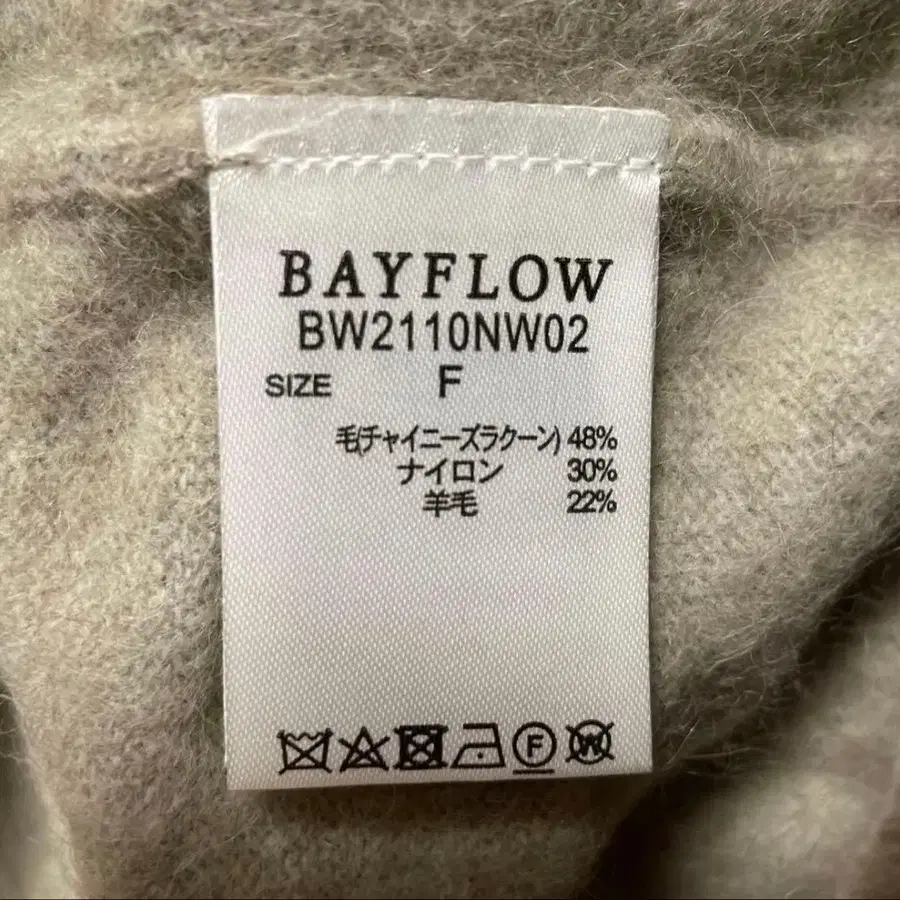 BAYFLOW
BW2110NW02
SIZE F
毛(チャイニーズラクーン) 48%
ナイロン 30%
羊毛 22%
F W